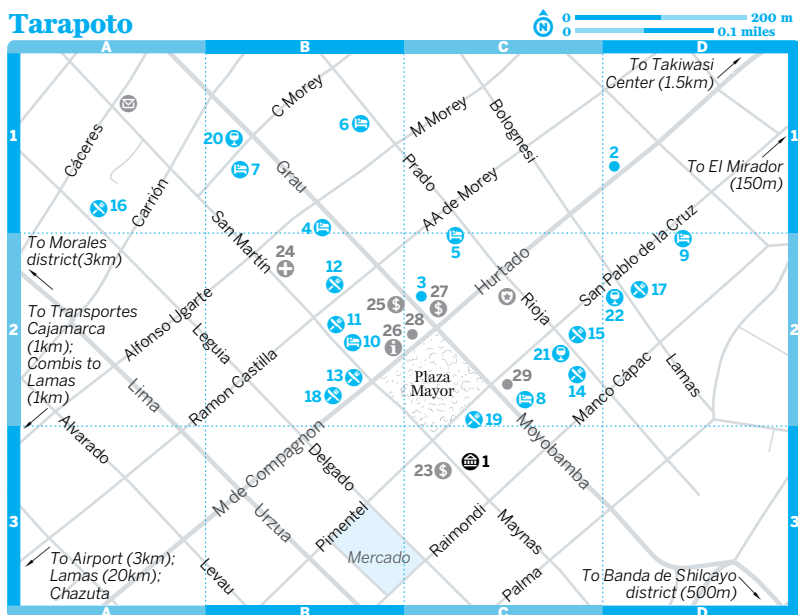 Tarapoto
N
0 200 m
0 0.1 miles
A B C D
To Takiwasi
Center (1.5km)
C Morey
M Morey
Bolognesi
6
1 1
20
Cáceres
Prado
2
7
Grau
To El Mirador
(150m)
AA de Morey
Carrión
16
San Martín
San Pablo de la Cruz
4
5
9
To Morales
district(3km)
24
Hurtado
12
3
27
17
25
Rioja
22
To Transportes
Cajamarca
(1km);
Combis to
Lamas
(1km)
Alfonso Ugarte
11
28
2 2
Leguia
26
10
15
21
Ramon Castilla
Plaza
Mayor
29
14
Manco Cápac
Lamas
13
Lima
18
8
19
Alvarado
Moyobamba
M de Compagnon
Delgado
23
1
Urzua
Pimentel
3 3
Raimondi
Maynas
Mercado
To Airport (3km);
Lamas (20km);
Chazuta
Levau
Palma
To Banda de Shilcayo
district (500m)
A B C D